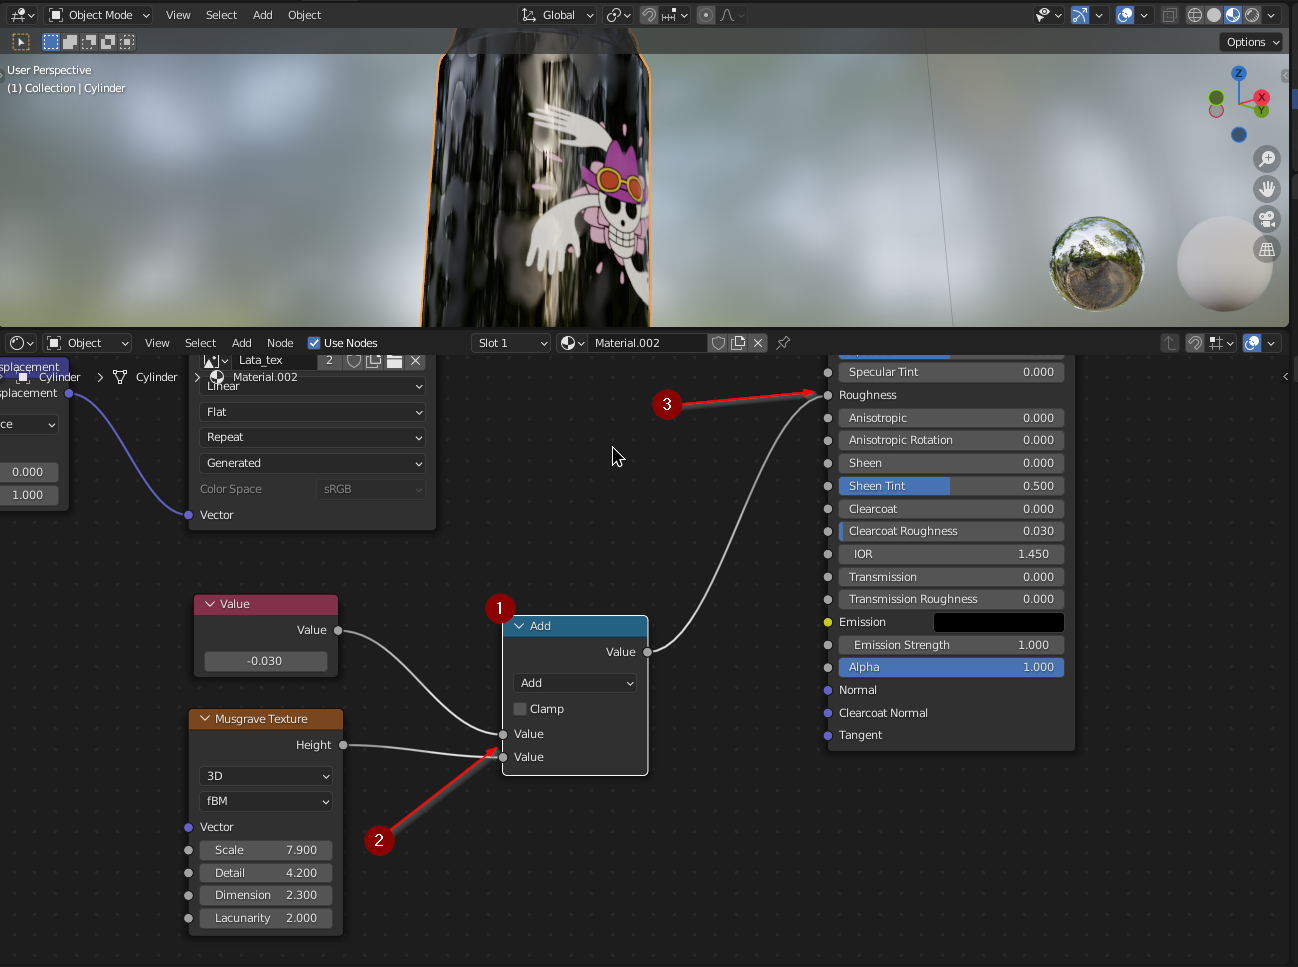 Object Mode View Select Add Object Global
Options
User Perspective
(1) Collection | Cylinder
Z
X
Y
Object View Select Add Node Use Nodes Slot 1 Material.002
Lata_tex 2
splacement
Cylinder > Cylinder > Material.002
splacement
Linear
ce
Flat
Repeat
Generated
0.000
Color Space sRGB
1.000
Vector
Specular Tint 0.000
3
Roughness
Anisotropic 0.000
Anisotropic Rotation 0.000
Sheen 0.000
Sheen Tint 0.500
Clearcoat 0.000
Clearcoat Roughness 0.030
IOR 1.450
Transmission 0.000
Transmission Roughness 0.000
Emission
Emission Strength 1.000
Alpha 1.000
Normal
Clearcoat Normal
Tangent
Value
Value
-0.030
1
Add
Value
Add
Clamp
Value
Value
Musgrave Texture
Height
3D
fBM
Vector
Scale 7.900
Detail 4.200
Dimension 2.300
Lacunarity 2.000
2